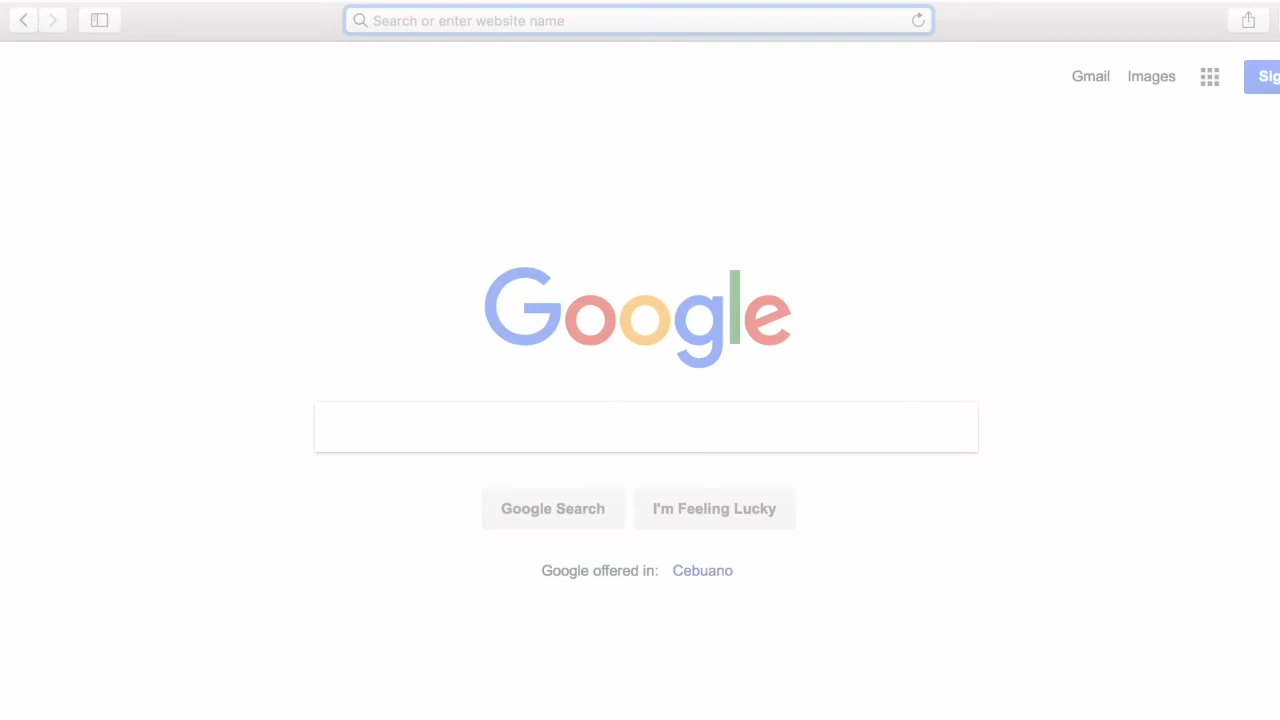 Search or enter website name
Gmail Images
Sig
Google
Google Search I'm Feeling Lucky
Google offered in: Cebuano